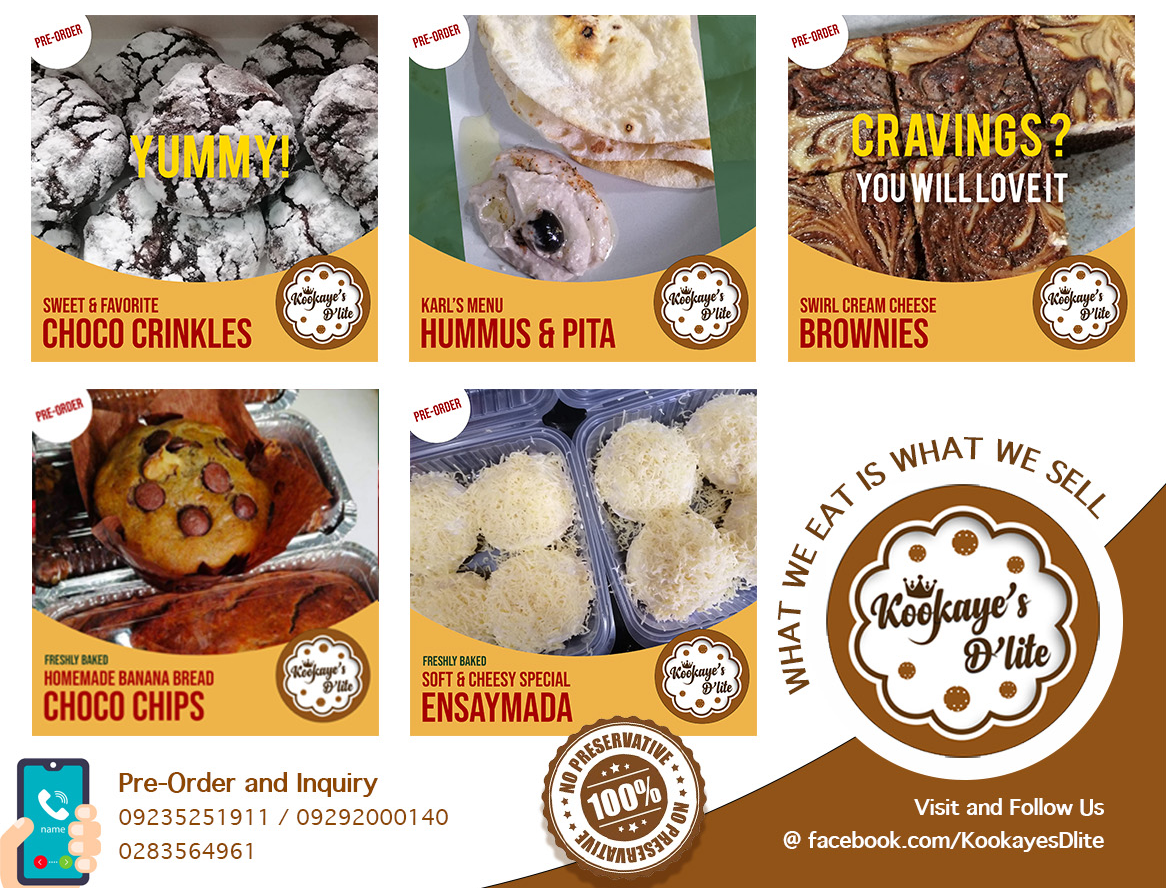 PRE-ORDER
YUMMY!
SWEET & FAVORITE
CHOCO CRINKLES
Kookaye's
D'lite
PRE-ORDER
KARL'S MENU
HUMMUS & PITA
Kookaye's
D'lite
PRE-ORDER
CRAVINGS?
YOU WILL LOVE IT
SWIRL CREAM CHEESE
BROWNIES
Kookaye's
D'lite
PRE-ORDER
FRESHLY BAKED
HOMEMADE BANANA BREAD
CHOCO CHIPS
Kookaye's
D'lite
PRE-ORDER
FRESHLY BAKED
SOFT & CHEESY SPECIAL
ENSAYMADA
Kookaye's
D'lite
WHAT WE EAT IS WHAT WE SELL
Kookaye's
D'lite
name
Pre-Order and Inquiry
09235251911 / 09292000140
0283564961
NO PRESERVATIVE
100%
NO PRESERVATIVE
Visit and Follow Us
@ facebook.com/KookayesDlite